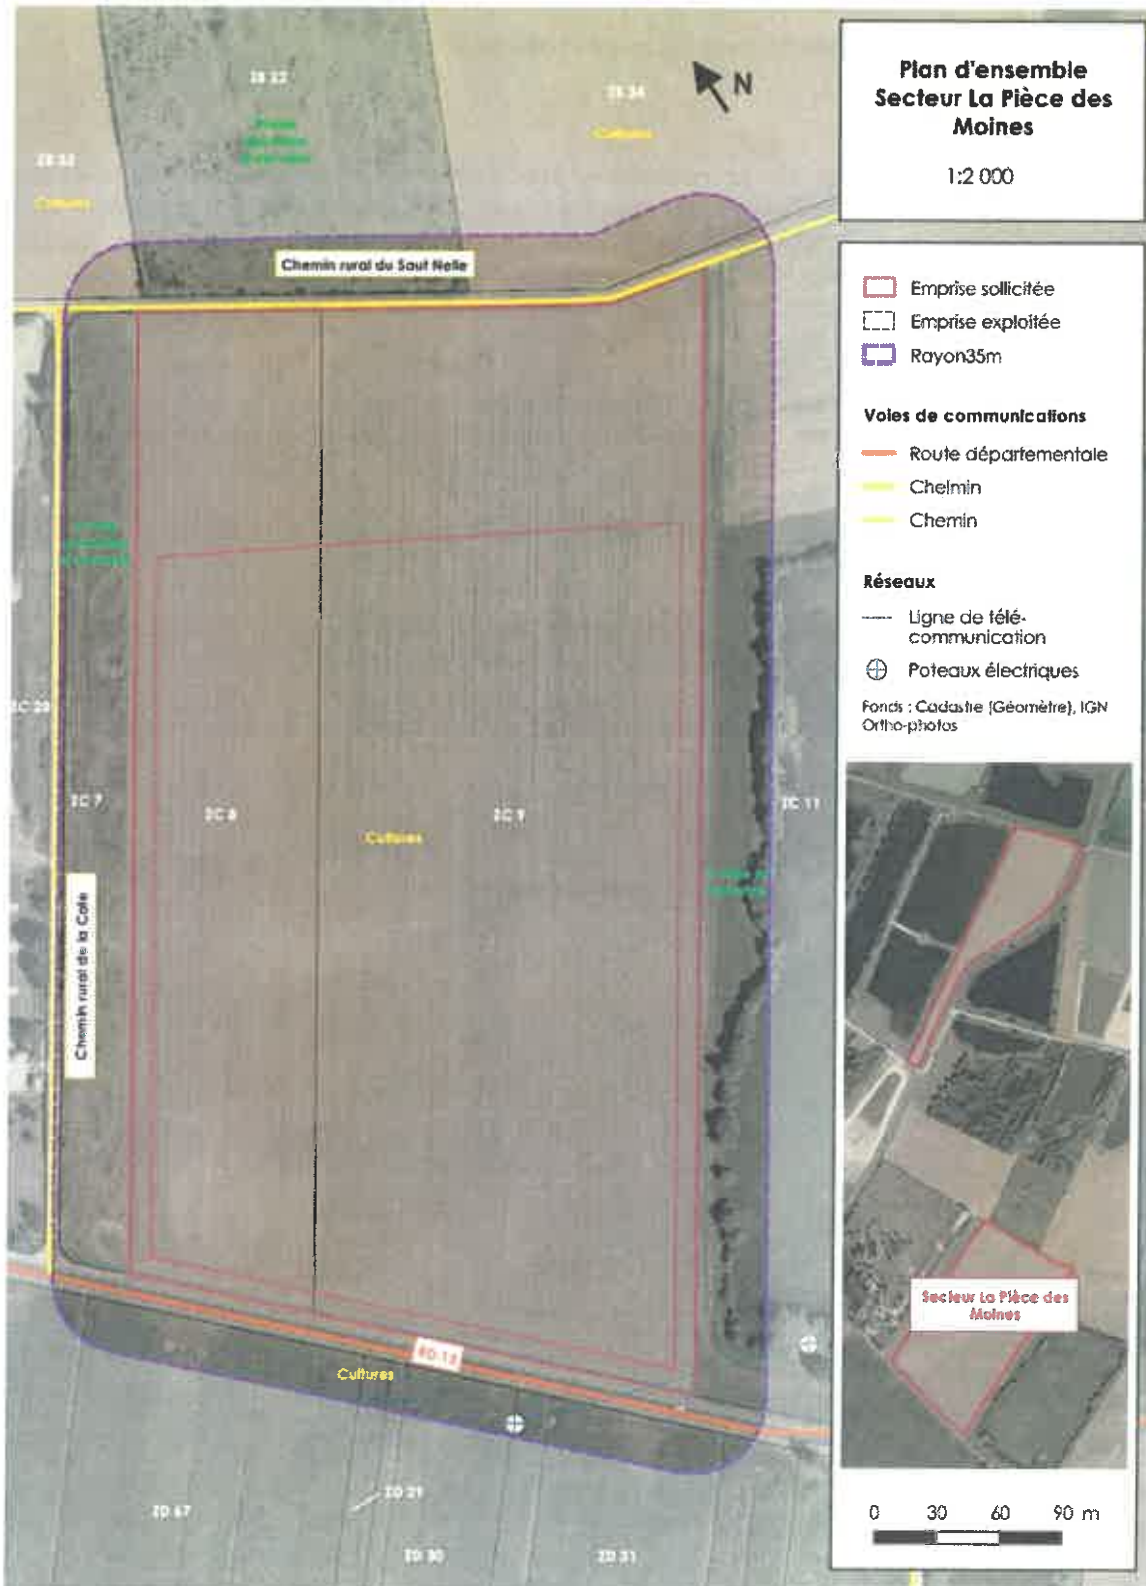 Plan d'ensemble
Secteur La Pièce des
Moines
1:2 000
N
Emprise sollicitée
Emprise exploitée
Rayon35m
Voies de communications
Route départementale
Chelmin
Chemin
Réseaux
Ligne de télé-
communication
Poteaux électriques
Fonds : Cadastre (Géomètre), IGN
Ortho-photos
Secteur La Pièce des
Moines
0 30 60 90 m
Cultures
Cultures
Chemin rural du Saut Nelle
ZC 7
ZC 8
ZC 9
ZC 11
Cultures
Chemin rural de la Cote
Cultures
ZD 67
ZD 29
ZD 30
ZD 31